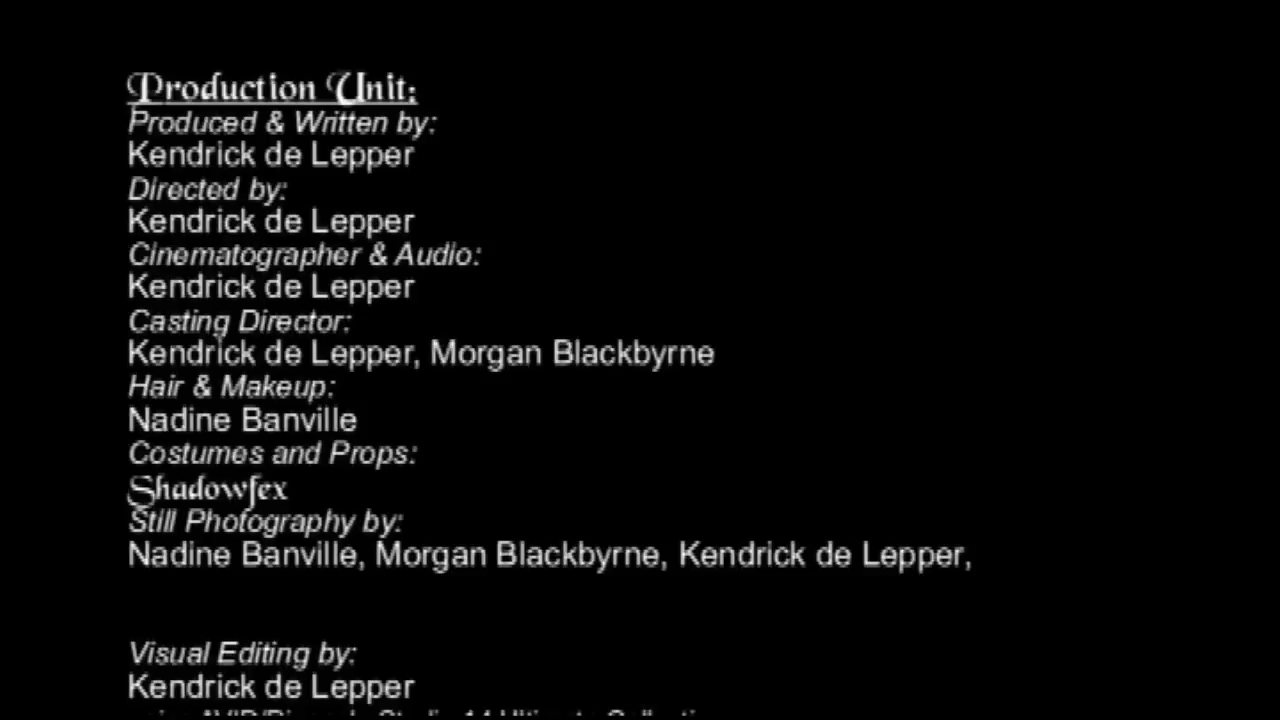 Production Unit:
Produced & Written by:
Kendrick de Lepper
Directed by:
Kendrick de Lepper
Cinematographer & Audio:
Kendrick de Lepper
Casting Director:
Kendrick de Lepper, Morgan Blackbyrne
Hair & Makeup:
Nadine Banville
Costumes and Props:
Shadowfex
Still Photography by:
Nadine Banville, Morgan Blackbyrne, Kendrick de Lepper,
Visual Editing by:
Kendrick de Lepper